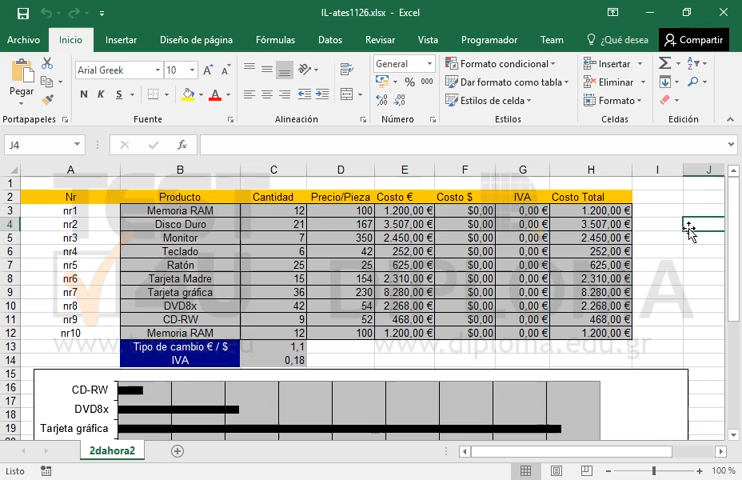 IL-ates1126.xlsx - Excel
Archivo Inicio Insertar Diseño de página Fórmulas Datos Revisar Vista Programador Team ¿Qué desea Compartir
Pegar
Arial Greek 10
N K S
General
% 000
Formato condicional
Dar formato como tabla
Estilos de celda
Insertar
Eliminar
Formato
Portapapeles Fuente Alineación Número Estilos Celdas Modificar
J4
A B C D E F G H I J
1
2 Nr Producto Cantidad Precio/Pieza Costo € Costo $ IVA Costo Total
3 nr1 Memoria RAM 12 100 1.200,00 € $0,00 0,00 € 1.200,00 €
4 nr2 Disco Duro 21 167 3.507,00 € $0,00 0,00 € 3.507,00 €
5 nr3 Monitor 7 350 2.450,00 € $0,00 0,00 € 2.450,00 €
6 nr4 Teclado 6 42 252,00 € $0,00 0,00 € 252,00 €
7 nr5 Ratón 25 25 625,00 € $0,00 0,00 € 625,00 €
8 nr6 Tarjeta Madre 15 154 2.310,00 € $0,00 0,00 € 2.310,00 €
9 nr7 Tarjeta gráfica 36 230 8.280,00 € $0,00 0,00 € 8.280,00 €
10 nr8 DVD8x 42 54 2.268,00 € $0,00 0,00 € 2.268,00 €
11 nr9 CD-RW 9 52 468,00 € $0,00 0,00 € 468,00 €
12 nr10 Memoria RAM 12 100 1.200,00 € $0,00 0,00 € 1.200,00 €
13 Tipo de cambio € / $ 1,1
14 IVA 0,18
15
16 CD-RW
17 DVD8x
18
19 Tarjeta gráfica
TEST
4U
DIPLOMA
www.diploma.edu.gr
2dahora2
Listo
100 %